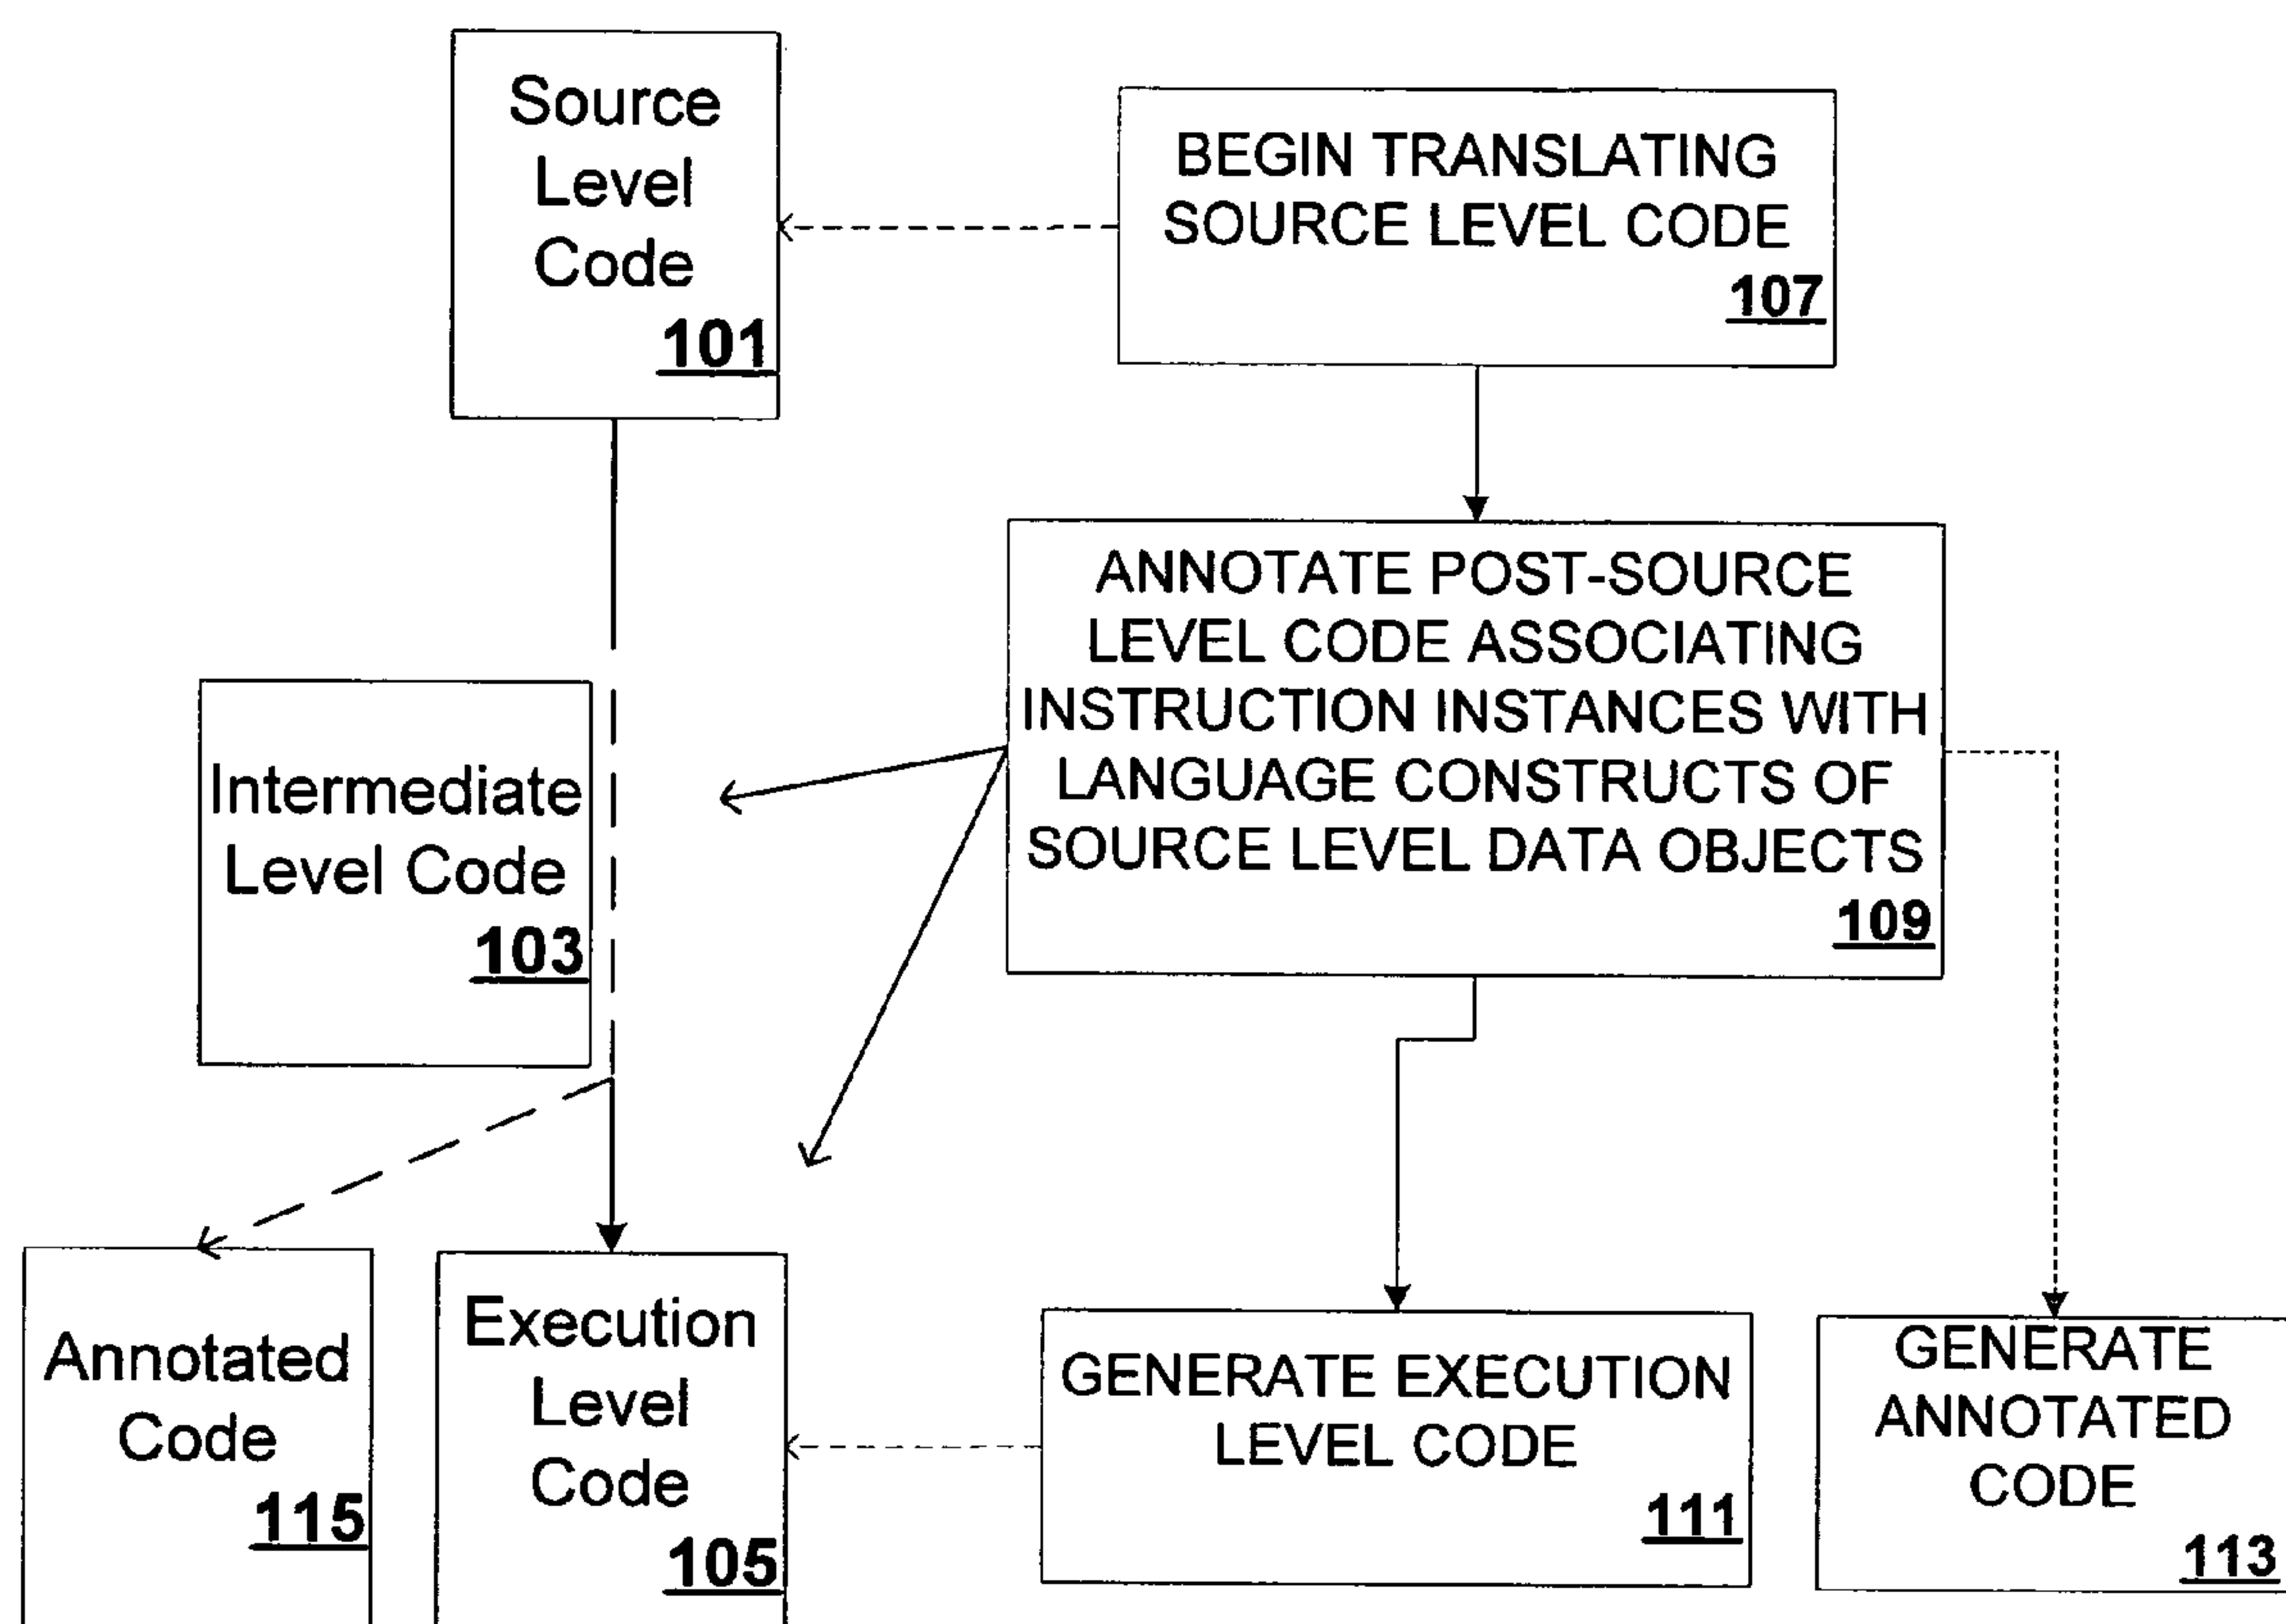 Source
Level
Code
101
BEGIN TRANSLATING
SOURCE LEVEL CODE
107
ANNOTATE POST-SOURCE
LEVEL CODE ASSOCIATING
INSTRUCTION INSTANCES WITH
LANGUAGE CONSTRUCTS OF
SOURCE LEVEL DATA OBJECTS
109
Intermediate
Level Code
103
Annotated
Code
115
Execution
Level
Code
105
GENERATE EXECUTION
LEVEL CODE
111
GENERATE
ANNOTATED
CODE
113